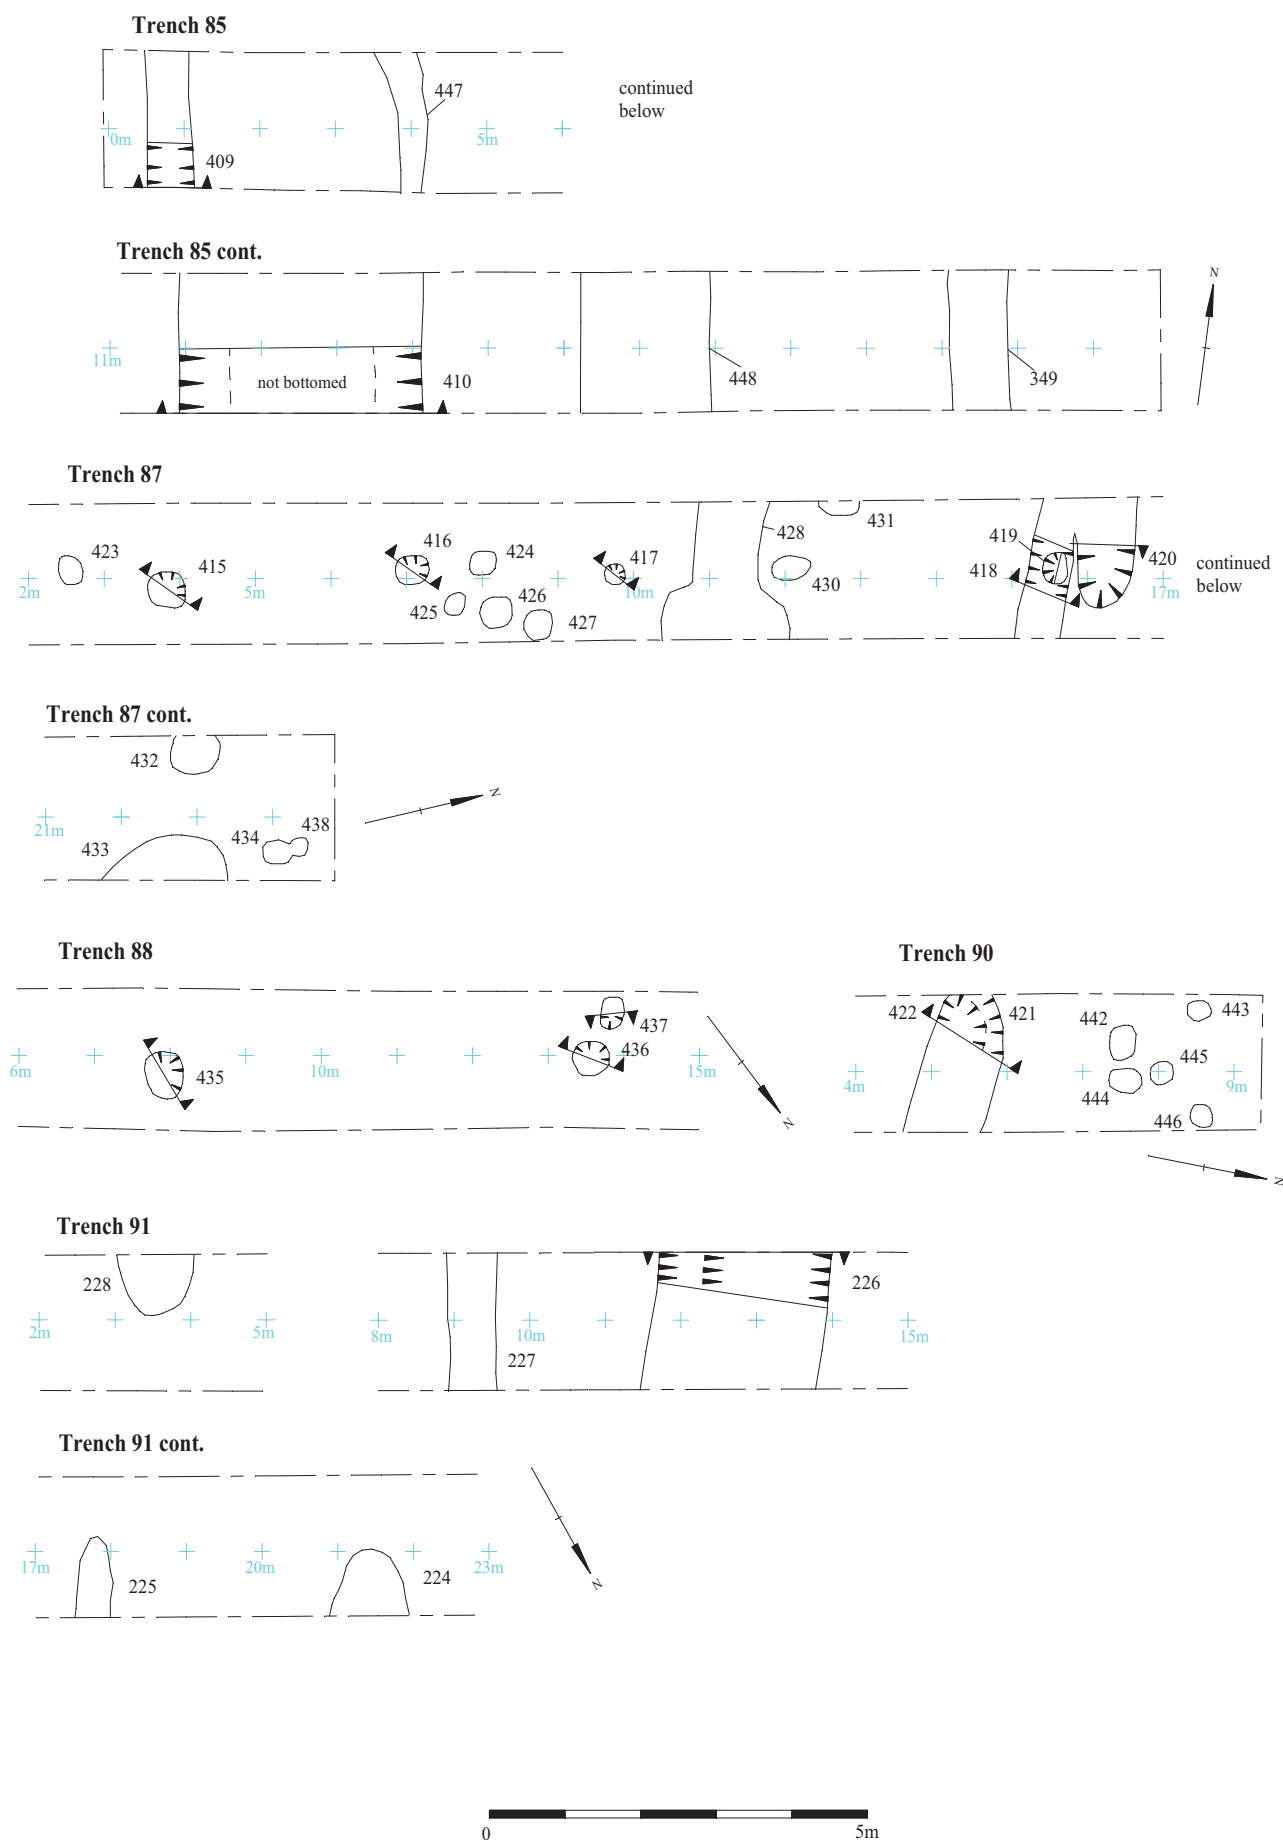 Trench 85
continued
below
447
0m
5m
409
Trench 85 cont.
N
11m
not bottomed
410
448
349
Trench 87
423
415
416
424
417
428
431
419
420
continued
below
418
2m
5m
425
426
427
10m
430
17m
Trench 87 cont.
432
N
21m
433
434
438
Trench 88
Trench 90
437
422
421
442
443
436
445
6m
435
10m
15m
4m
444
9m
446
N
N
Trench 91
228
226
2m
5m
8m
10m
15m
227
Trench 91 cont.
17m
20m
23m
225
224
N
0
5m